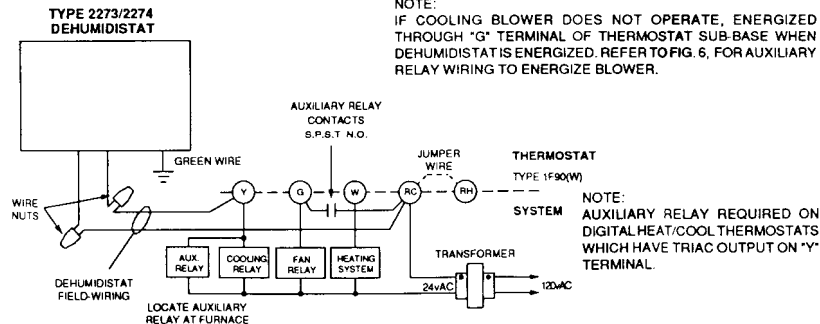 NOTE:
IF COOLING BLOWER DOES NOT OPERATE, ENERGIZED
THROUGH "G" TERMINAL OF THERMOSTAT SUB-BASE WHEN
DEHUMIDISTAT IS ENERGIZED. REFER TO FIG. 6, FOR AUXILIARY
RELAY WIRING TO ENERGIZE BLOWER.
TYPE 2273/2274
DEHUMIDISTAT
AUXILIARY RELAY
CONTACTS
S.P.S.T N.O.
GREEN WIRE
JUMPER
WIRE
THERMOSTAT
TYPE 1F90(W)
Y
G
W
RC
RH
SYSTEM
WIRE
NUTS
NOTE:
AUXILIARY RELAY REQUIRED ON
DIGITAL HEAT/COOL THERMOSTATS
WHICH HAVE TRIAC OUTPUT ON "Y"
TERMINAL.
AUX.
RELAY
COOLING
RELAY
FAN
RELAY
HEATING
SYSTEM
TRANSFORMER
24VAC
120VAC
DEHUMIDISTAT
FIELD-WIRING
LOCATE AUXILIARY
RELAY AT FURNACE